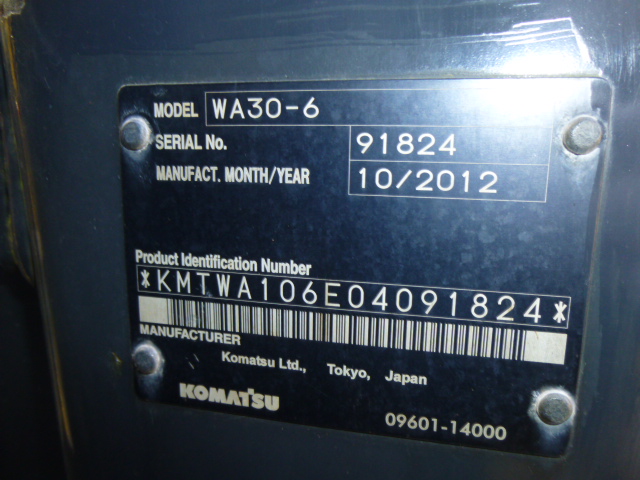 MODEL WA30-6
SERIAL No. 91824
MANUFACT. MONTH/YEAR 10/2012
Product Identification Number
*KMTWA106E04091824*
MANUFACTURER
Komatsu Ltd., Tokyo, Japan
KOMATSU
09601-14000